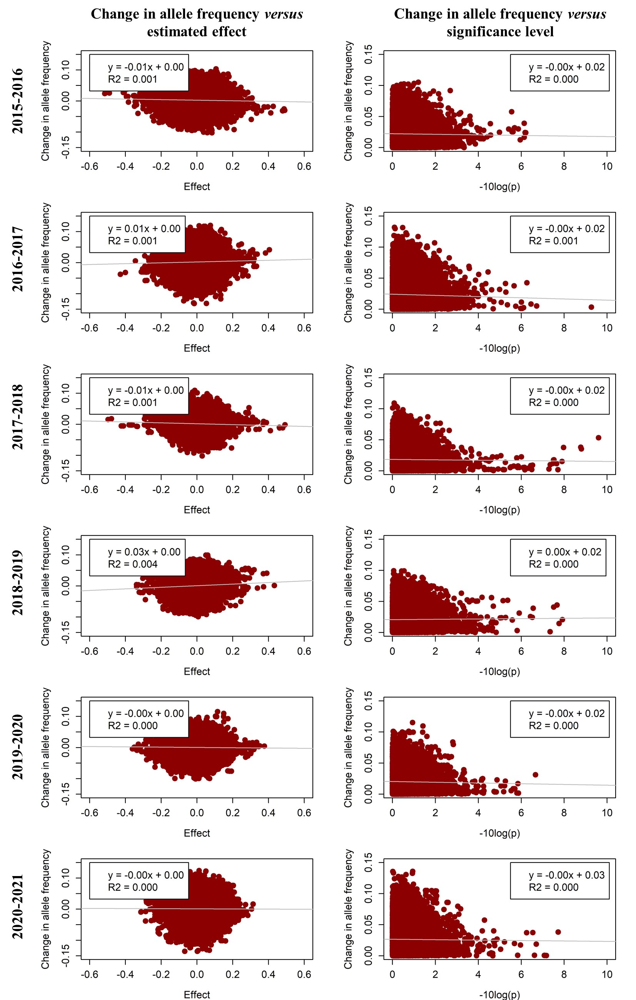 Change in allele frequency versus
estimated effect
Change in allele frequency versus
significance level
2015-2016
Change in allele frequency
0.10
0.00
-0.15
y = -0.01x + 0.00
R2 = 0.001
-0.6 -0.4 -0.2 0.0 0.2 0.4 0.6
Effect
Change in allele frequency
0.15
0.10
0.05
0.00
y = -0.00x + 0.02
R2 = 0.000
0 2 4 6 8 10
-10log(p)
2016-2017
Change in allele frequency
0.10
0.00
-0.15
y = 0.01x + 0.00
R2 = 0.001
-0.6 -0.4 -0.2 0.0 0.2 0.4 0.6
Effect
Change in allele frequency
0.15
0.10
0.05
0.00
y = -0.00x + 0.02
R2 = 0.001
0 2 4 6 8 10
-10log(p)
2017-2018
Change in allele frequency
0.10
0.00
-0.15
y = -0.01x + 0.00
R2 = 0.001
-0.6 -0.4 -0.2 0.0 0.2 0.4 0.6
Effect
Change in allele frequency
0.15
0.10
0.05
0.00
y = -0.00x + 0.02
R2 = 0.000
0 2 4 6 8 10
-10log(p)
2018-2019
Change in allele frequency
0.10
0.00
-0.15
y = 0.03x + 0.00
R2 = 0.004
-0.6 -0.4 -0.2 0.0 0.2 0.4 0.6
Effect
Change in allele frequency
0.15
0.10
0.05
0.00
y = 0.00x + 0.02
R2 = 0.000
0 2 4 6 8 10
-10log(p)
2019-2020
Change in allele frequency
0.10
0.00
-0.15
y = -0.00x + 0.00
R2 = 0.000
-0.6 -0.4 -0.2 0.0 0.2 0.4 0.6
Effect
Change in allele frequency
0.15
0.10
0.05
0.00
y = -0.00x + 0.02
R2 = 0.000
0 2 4 6 8 10
-10log(p)
2020-2021
Change in allele frequency
0.10
0.00
-0.15
y = -0.00x + 0.00
R2 = 0.000
-0.6 -0.4 -0.2 0.0 0.2 0.4 0.6
Effect
Change in allele frequency
0.15
0.10
0.05
0.00
y = -0.00x + 0.03
R2 = 0.000
0 2 4 6 8 10
-10log(p)